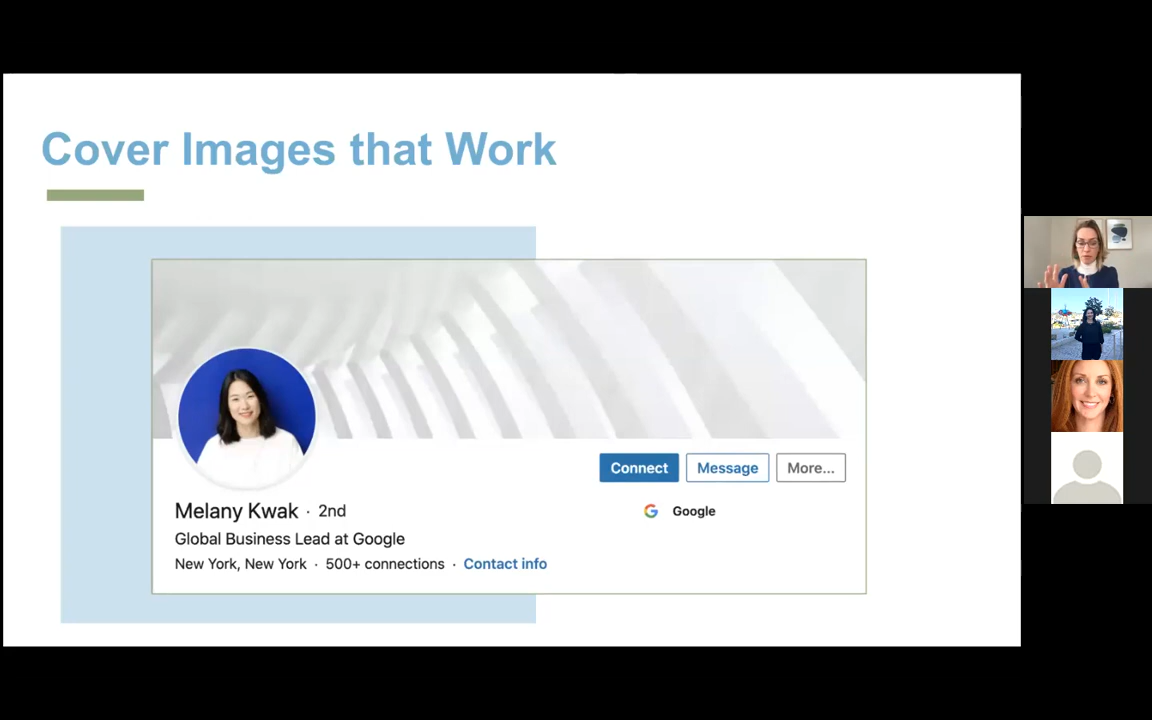 Cover Images that Work
Connect
Message
More...
Melany Kwak · 2nd
Google
Global Business Lead at Google
New York, New York · 500+ connections · Contact info